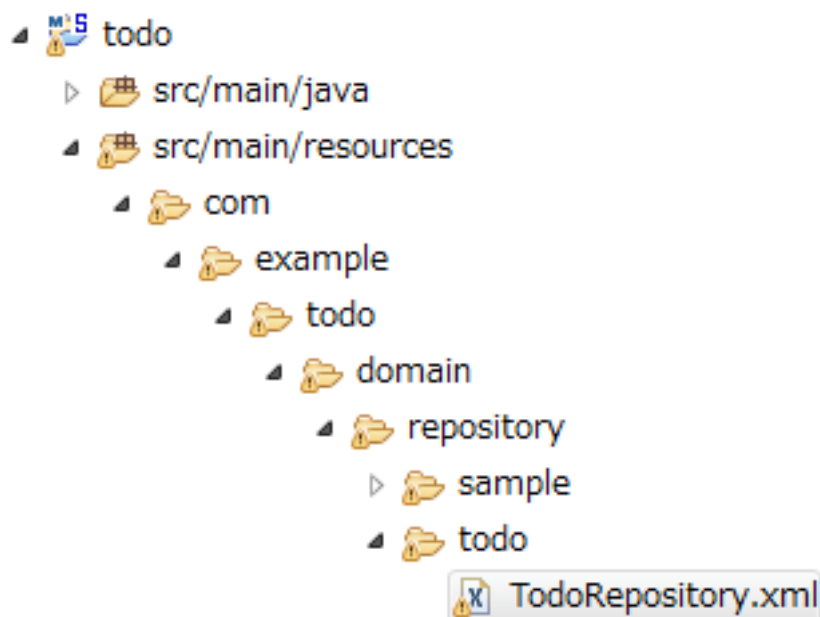 todo
src/main/java
src/main/resources
com
example
todo
domain
repository
sample
todo
TodoRepository.xml